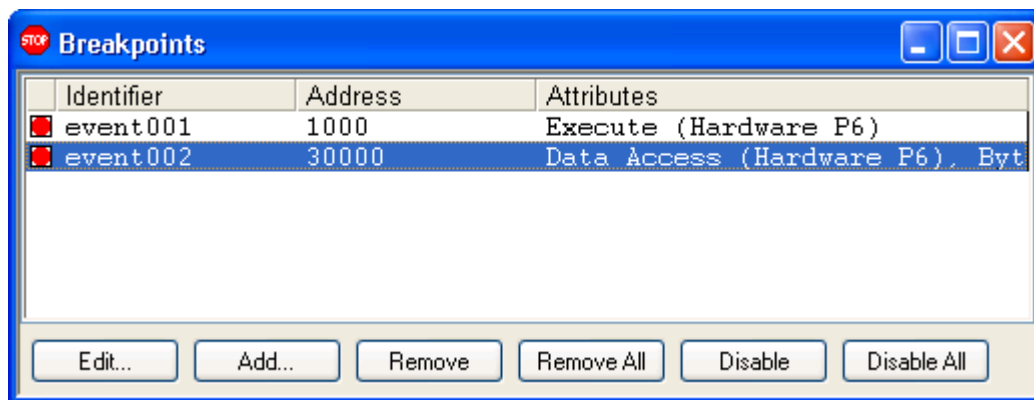 STOP Breakpoints
Identifier Address Attributes
event001 1000 Execute (Hardware P6)
event002 30000 Data Access (Hardware P6), Byt
Edit... Add... Remove Remove All Disable Disable All